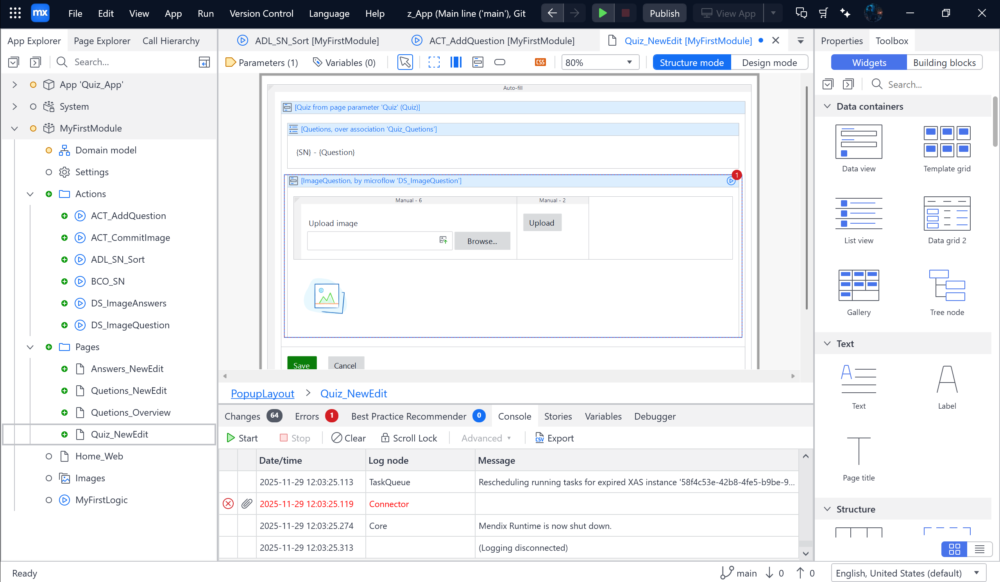 mx File Edit View App Run Version Control Language Help z_App (Main line ('main'), Git Publish View App
App Explorer Page Explorer Call Hierarchy
Search...
App 'Quiz_App'
System
MyFirstModule
Domain model
Settings
Actions
ACT_AddQuestion
ACT_CommitImage
ADL_SN_Sort
BCO_SN
DS_ImageAnswers
DS_ImageQuestion
Pages
Answers_NewEdit
Quetions_NewEdit
Quetions_Overview
Quiz_NewEdit
Home_Web
Images
MyFirstLogic
ADL_SN_Sort [MyFirstModule] ACT_AddQuestion [MyFirstModule] Quiz_NewEdit [MyFirstModule]
Parameters (1) Variables (0) CSS 80% Structure mode Design mode
Auto-fill
[Quiz from page parameter 'Quiz' (Quiz)]
[Quetions, over association 'Quiz_Quetions']
{SN} - {Question}
1
[ImageQuestion, by microflow 'DS_ImageQuestion']
Manual - 6 Manual - 2
Upload image
Upload
Browse...
Save Cancel
PopupLayout > Quiz_NewEdit
Changes 64 Errors 1 Best Practice Recommender 0 Console Stories Variables Debugger
Start Stop Clear Scroll Lock Advanced CSV Export
Date/time Log node Message
2025-11-29 12:03:25.113 TaskQueue Rescheduling running tasks for expired XAS instance '58f4c53e-42b8-4fe5-b9be-9...
2025-11-29 12:03:25.119 Connector
2025-11-29 12:03:25.274 Core Mendix Runtime is now shut down.
2025-11-29 12:03:25.313 (Logging disconnected)
Properties Toolbox
Widgets Building blocks
Search...
Data containers
Data view Template grid
List view Data grid 2
Gallery Tree node
Text
Text Label
Page title
Structure
Ready main 0 0 English, United States (default)